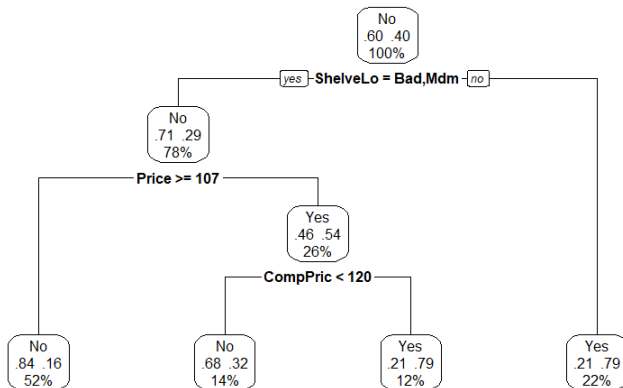 No
.60 .40
100%
yes ShelveLo = Bad,Mdm no
No
.71 .29
78%
Price >= 107
Yes
.46 .54
26%
CompPric < 120
No
.84 .16
52%
No
.68 .32
14%
Yes
.21 .79
12%
Yes
.21 .79
22%